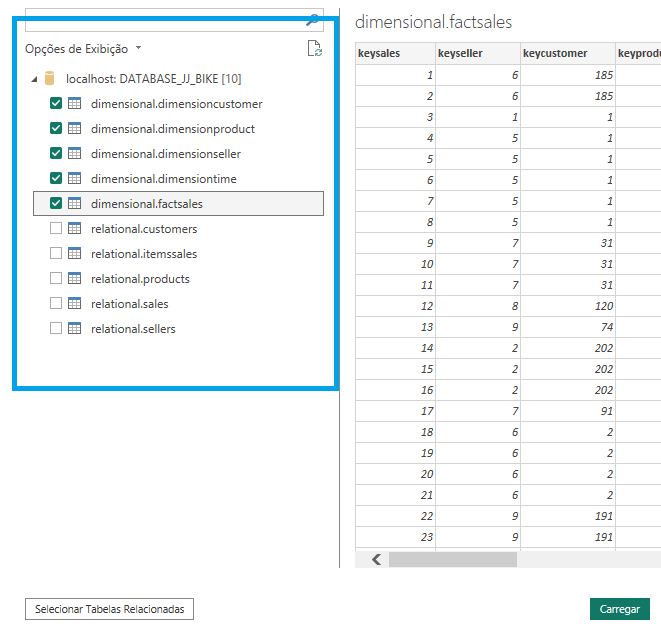 Opções de Exibição
localhost: DATABASE_JJ_BIKE [10]
dimensional.dimensioncustomer
dimensional.dimensionproduct
dimensional.dimensionseller
dimensional.dimensiontime
dimensional.factsales
relational.customers
relational.itemssales
relational.products
relational.sales
relational.sellers
dimensional.factsales
keysales keyseller keycustomer keyprodu
1 6 185
2 6 185
3 1 1
4 5 1
5 5 1
6 5 1
7 5 1
8 5 1
9 7 31
10 7 31
11 7 31
12 8 120
13 9 74
14 2 202
15 2 202
16 2 202
17 7 91
18 6 2
19 6 2
20 6 2
21 6 2
22 9 191
23 9 191
Selecionar Tabelas Relacionadas
Carregar